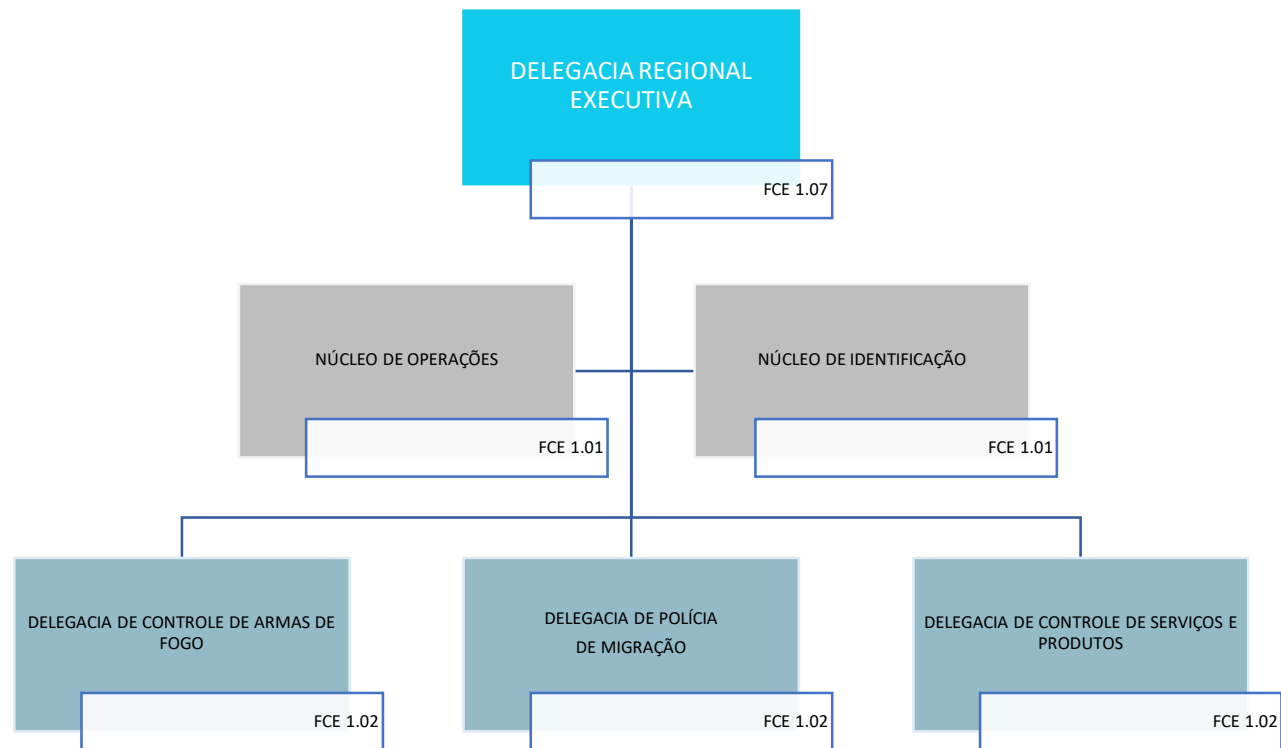 DELEGACIA REGIONAL
EXECUTIVA
FCE 1.07
NÚCLEO DE OPERAÇÕES
FCE 1.01
NÚCLEO DE IDENTIFICAÇÃO
FCE 1.01
DELEGACIA DE CONTROLE DE ARMAS DE
FOGO
FCE 1.02
DELEGACIA DE POLÍCIA
DE MIGRAÇÃO
FCE 1.02
DELEGACIA DE CONTROLE DE SERVIÇOS E
PRODUTOS
FCE 1.02